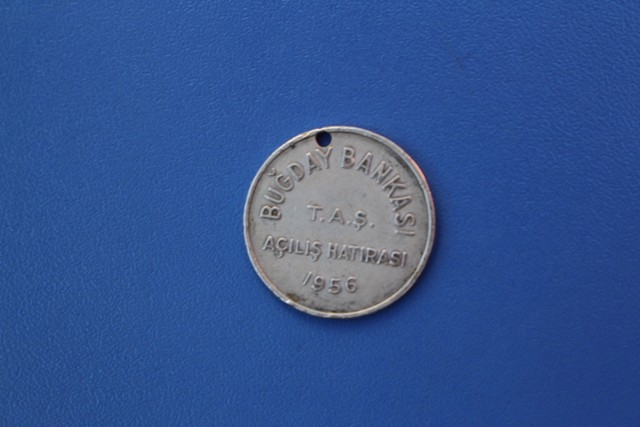 BUĞDAY BANKASI
T.A.Ş.
AÇILIŞ HATIRASI
1956